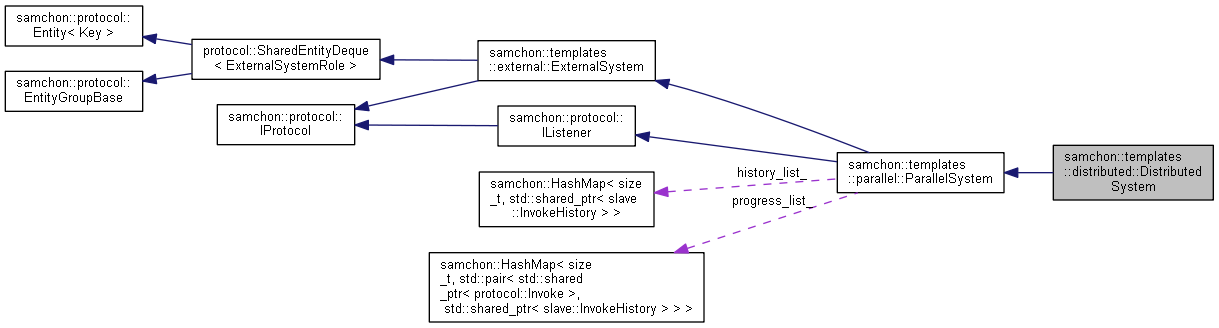 samchon::protocol::
Entity< Key >
samchon::protocol::
EntityGroupBase
protocol::SharedEntityDeque
< ExternalSystemRole >
samchon::protocol::
IProtocol
samchon::templates
::external::ExternalSystem
samchon::protocol::
IListener
samchon::HashMap< size
_t, std::shared_ptr< slave
::InvokeHistory > >
samchon::HashMap< size
_t, std::pair< std::shared
_ptr< protocol::Invoke >,
std::shared_ptr< slave::InvokeHistory > > >
history_list_
progress_list_
samchon::templates
::parallel::ParallelSystem
samchon::templates
::distributed::Distributed
System